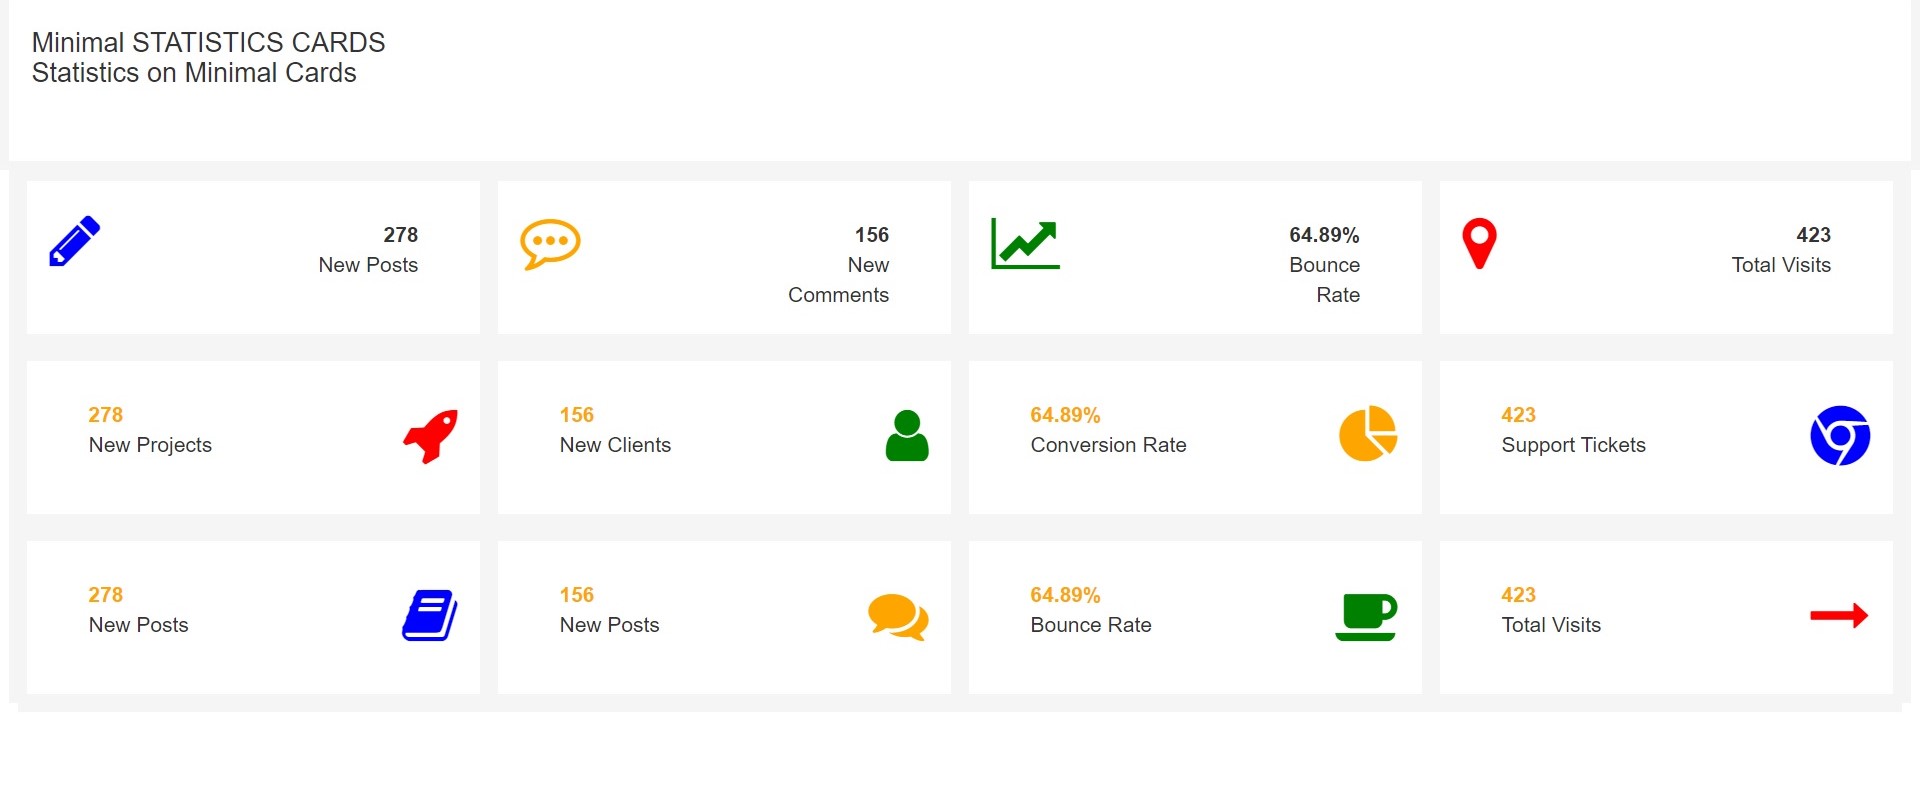 Minimal STATISTICS CARDS
Statistics on Minimal Cards
278
New Posts
156
New
Comments
64.89%
Bounce
Rate
423
Total Visits
278
New Projects
156
New Clients
64.89%
Conversion Rate
423
Support Tickets
278
New Posts
156
New Posts
64.89%
Bounce Rate
423
Total Visits